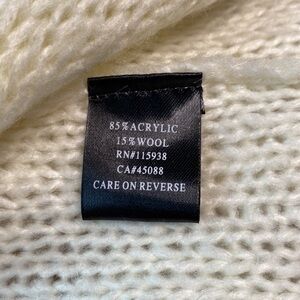 85%ACRYLIC
15%WOOL
RN#115938
CA#45088
CARE ON REVERSE